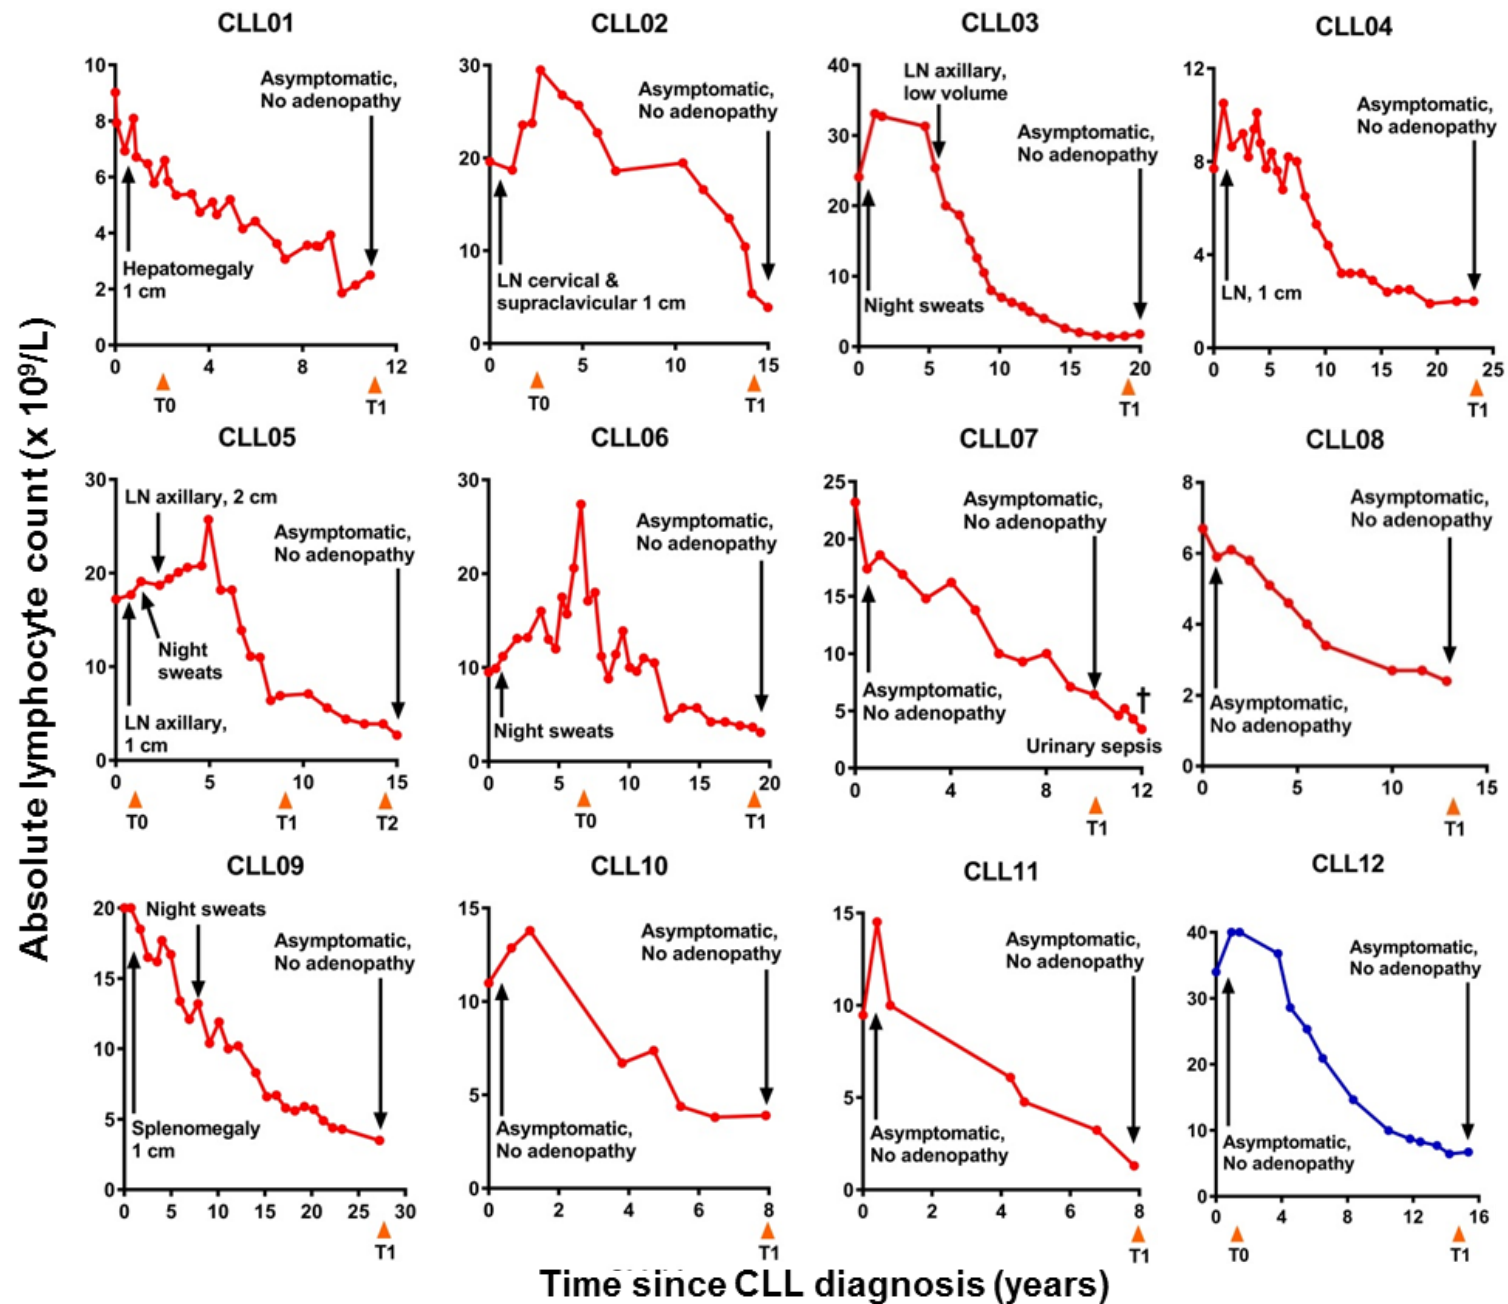 CLL01
10
8
6
4
2
0
0 4 8 12
Asymptomatic,
No adenopathy
Hepatomegaly
1 cm
T0
T1
CLL02
30
20
10
0
0 5 10 15
Asymptomatic,
No adenopathy
LN cervical &
supraclavicular 1 cm
T0
T1
CLL03
40
30
20
10
0
0 5 10 15 20
LN axillary,
low volume
Asymptomatic,
No adenopathy
Night sweats
T1
CLL04
12
8
4
0
0 5 10 15 20 25
Asymptomatic,
No adenopathy
LN, 1 cm
T1
Absolute lymphocyte count (x 10⁹/L)
CLL05
30
20
10
0
0 5 10 15
LN axillary, 2 cm
Asymptomatic,
No adenopathy
Night
sweats
LN axillary,
1 cm
T0
T1
T2
CLL06
30
20
10
0
0 5 10 15 20
Asymptomatic,
No adenopathy
Night sweats
T0
T1
CLL07
25
20
15
10
5
0
0 4 8 12
Asymptomatic,
No adenopathy
Asymptomatic,
No adenopathy
†
Urinary sepsis
T1
CLL08
8
6
4
2
0
0 5 10 15
Asymptomatic,
No adenopathy
Asymptomatic,
No adenopathy
T1
CLL09
20
15
10
5
0
0 5 10 15 20 25 30
Night sweats
Asymptomatic,
No adenopathy
Splenomegaly
1 cm
T1
CLL10
15
10
5
0
0 2 4 6 8
Asymptomatic,
No adenopathy
Asymptomatic,
No adenopathy
T1
CLL11
15
10
5
0
0 2 4 6 8
Asymptomatic,
No adenopathy
Asymptomatic,
No adenopathy
T1
CLL12
40
30
20
10
0
0 4 8 12 16
Asymptomatic,
No adenopathy
Asymptomatic,
No adenopathy
T0
T1
Time since CLL diagnosis (years)